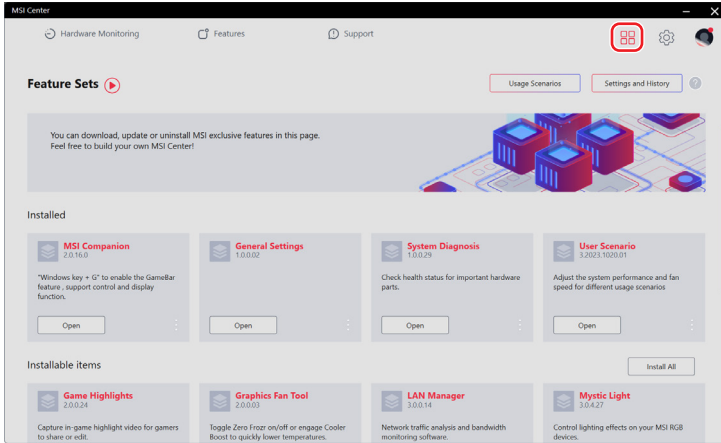 MSI Center
Hardware Monitoring
Features
Support
Feature Sets
Usage Scenarios
Settings and History
?
You can download, update or uninstall MSI exclusive features in this page.
Feel free to build your own MSI Center!
Installed
MSI Companion
2.0.16.0
"Windows key + G" to enable the GameBar
feature , support control and display
function.
Open
General Settings
1.0.0.02
Open
System Diagnosis
1.0.0.29
Check health status for important hardware
parts.
Open
User Scenario
3.2023.1020.01
Adjust the system performance and fan
speed for different usage scenarios
Open
Installable items
Install All
Game Highlights
2.0.0.24
Capture in-game highlight video for gamers
to share or edit.
Graphics Fan Tool
2.0.0.03
Toggle Zero Frozr on/off or engage Cooler
Boost to quickly lower temperatures.
LAN Manager
3.0.0.14
Network traffic analysis and bandwidth
monitoring software.
Mystic Light
3.0.4.27
Control lighting effects on your MSI RGB
devices.